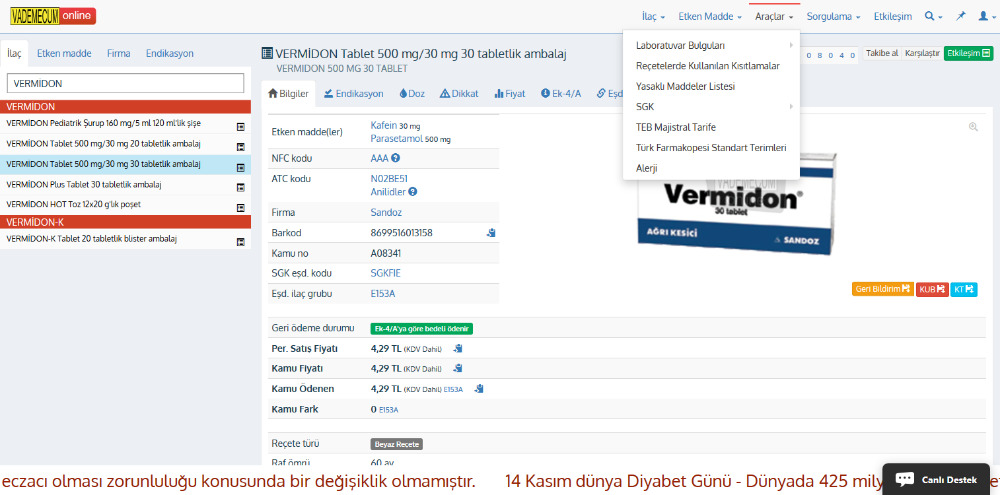 VADEMECUM online
İlaç Etken Madde Araçlar Sorgulama Etkileşim
İlaç Etken madde Firma Endikasyon
VERMİDON
VERMİDON
VERMİDON Pediatrik Şurup 160 mg/5 ml 120 ml'lik şişe
VERMİDON Tablet 500 mg/30 mg 20 tabletlik ambalaj
VERMİDON Tablet 500 mg/30 mg 30 tabletlik ambalaj
VERMİDON Plus Tablet 30 tabletlik ambalaj
VERMİDON HOT Toz 12x20 g'lık poşet
VERMİDON-K
VERMİDON-K Tablet 20 tabletlik blister ambalaj
VERMİDON Tablet 500 mg/30 mg 30 tabletlik ambalaj
VERMIDON 500 MG 30 TABLET
0 8 0 4 0 Takibe al Karşılaştır Etkileşim
Bilgiler Endikasyon Doz Dikkat Fiyat Ek-4/A Eşd
Laboratuvar Bulguları
Reçetelerde Kullanılan Kısıtlamalar
Yasaklı Maddeler Listesi
SGK
TEB Majistral Tarife
Türk Farmakopesi Standart Terimleri
Alerji
Etken madde(ler) Kafein 30 mg
Parasetamol 500 mg
NFC kodu AAA
ATC kodu N02BE51
Anilidler
Firma Sandoz
Barkod 8699516013158
Kamu no A08341
SGK eşd. kodu SGKFIE
Eşd. ilaç grubu E153A
VADEMECUM
Vermidon®
30 tablet
AĞRI KESİCİ
SANDOZ
Geri Bildirim KUB KT
Geri ödeme durumu Ek-4/A'ya göre bedeli ödenir
Per. Satış Fiyatı 4,29 TL (KDV Dahil)
Kamu Fiyatı 4,29 TL (KDV Dahil)
Kamu Ödenen 4,29 TL (KDV Dahil) E153A
Kamu Fark 0 E153A
Reçete türü Beyaz Recete
Raf ömrü 60 ay
eczacı olması zorunluluğu konusunda bir değişiklik olmamıştır. 14 Kasım dünya Diyabet Günü - Dünyada 425 mily
Canlı Destek